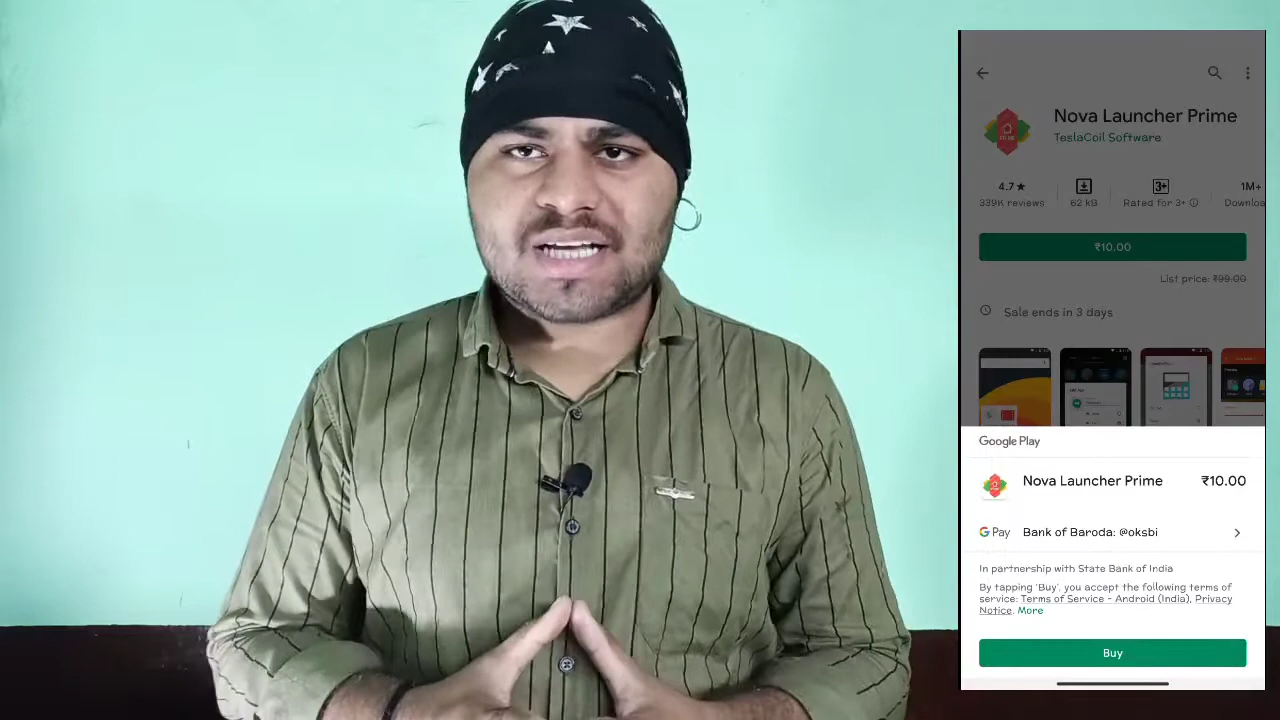 Nova Launcher Prime
TeslaCoil Software
4.7★
339K reviews
62 kB
3+
Rated for 3+
1M+
Downloa
₹10.00
List price: ₹99.00
Sale ends in 3 days
Google Play
Nova Launcher Prime
₹10.00
G Pay
Bank of Baroda: @oksbi
In partnership with State Bank of India
By tapping 'Buy', you accept the following terms of
service: Terms of Service - Android (India), Privacy
Notice. More
Buy